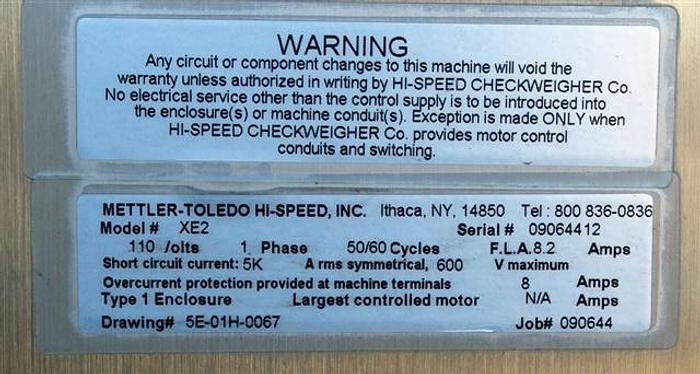 WARNING
Any circuit or component changes to this machine will void the
warranty unless authorized in writing by HI-SPEED CHECKWEIGHER Co.
No electrical service other than the control supply is to be introduced into
the enclosure(s) or machine conduit(s). Exception is made ONLY when
HI-SPEED CHECKWEIGHER Co. provides motor control
conduits and switching.
METTLER-TOLEDO HI-SPEED, INC. Ithaca, NY, 14850 Tel : 800 836-0836
Model # XE2 Serial # 09064412
110 /olts 1 Phase 50/60 Cycles F.L.A. 8.2 Amps
Short circuit current: 5K A rms symmetrical, 600 V maximum
Overcurrent protection provided at machine terminals 8 Amps
Type 1 Enclosure Largest controlled motor N/A Amps
Drawing# 5E-01H-0067 Job# 090644